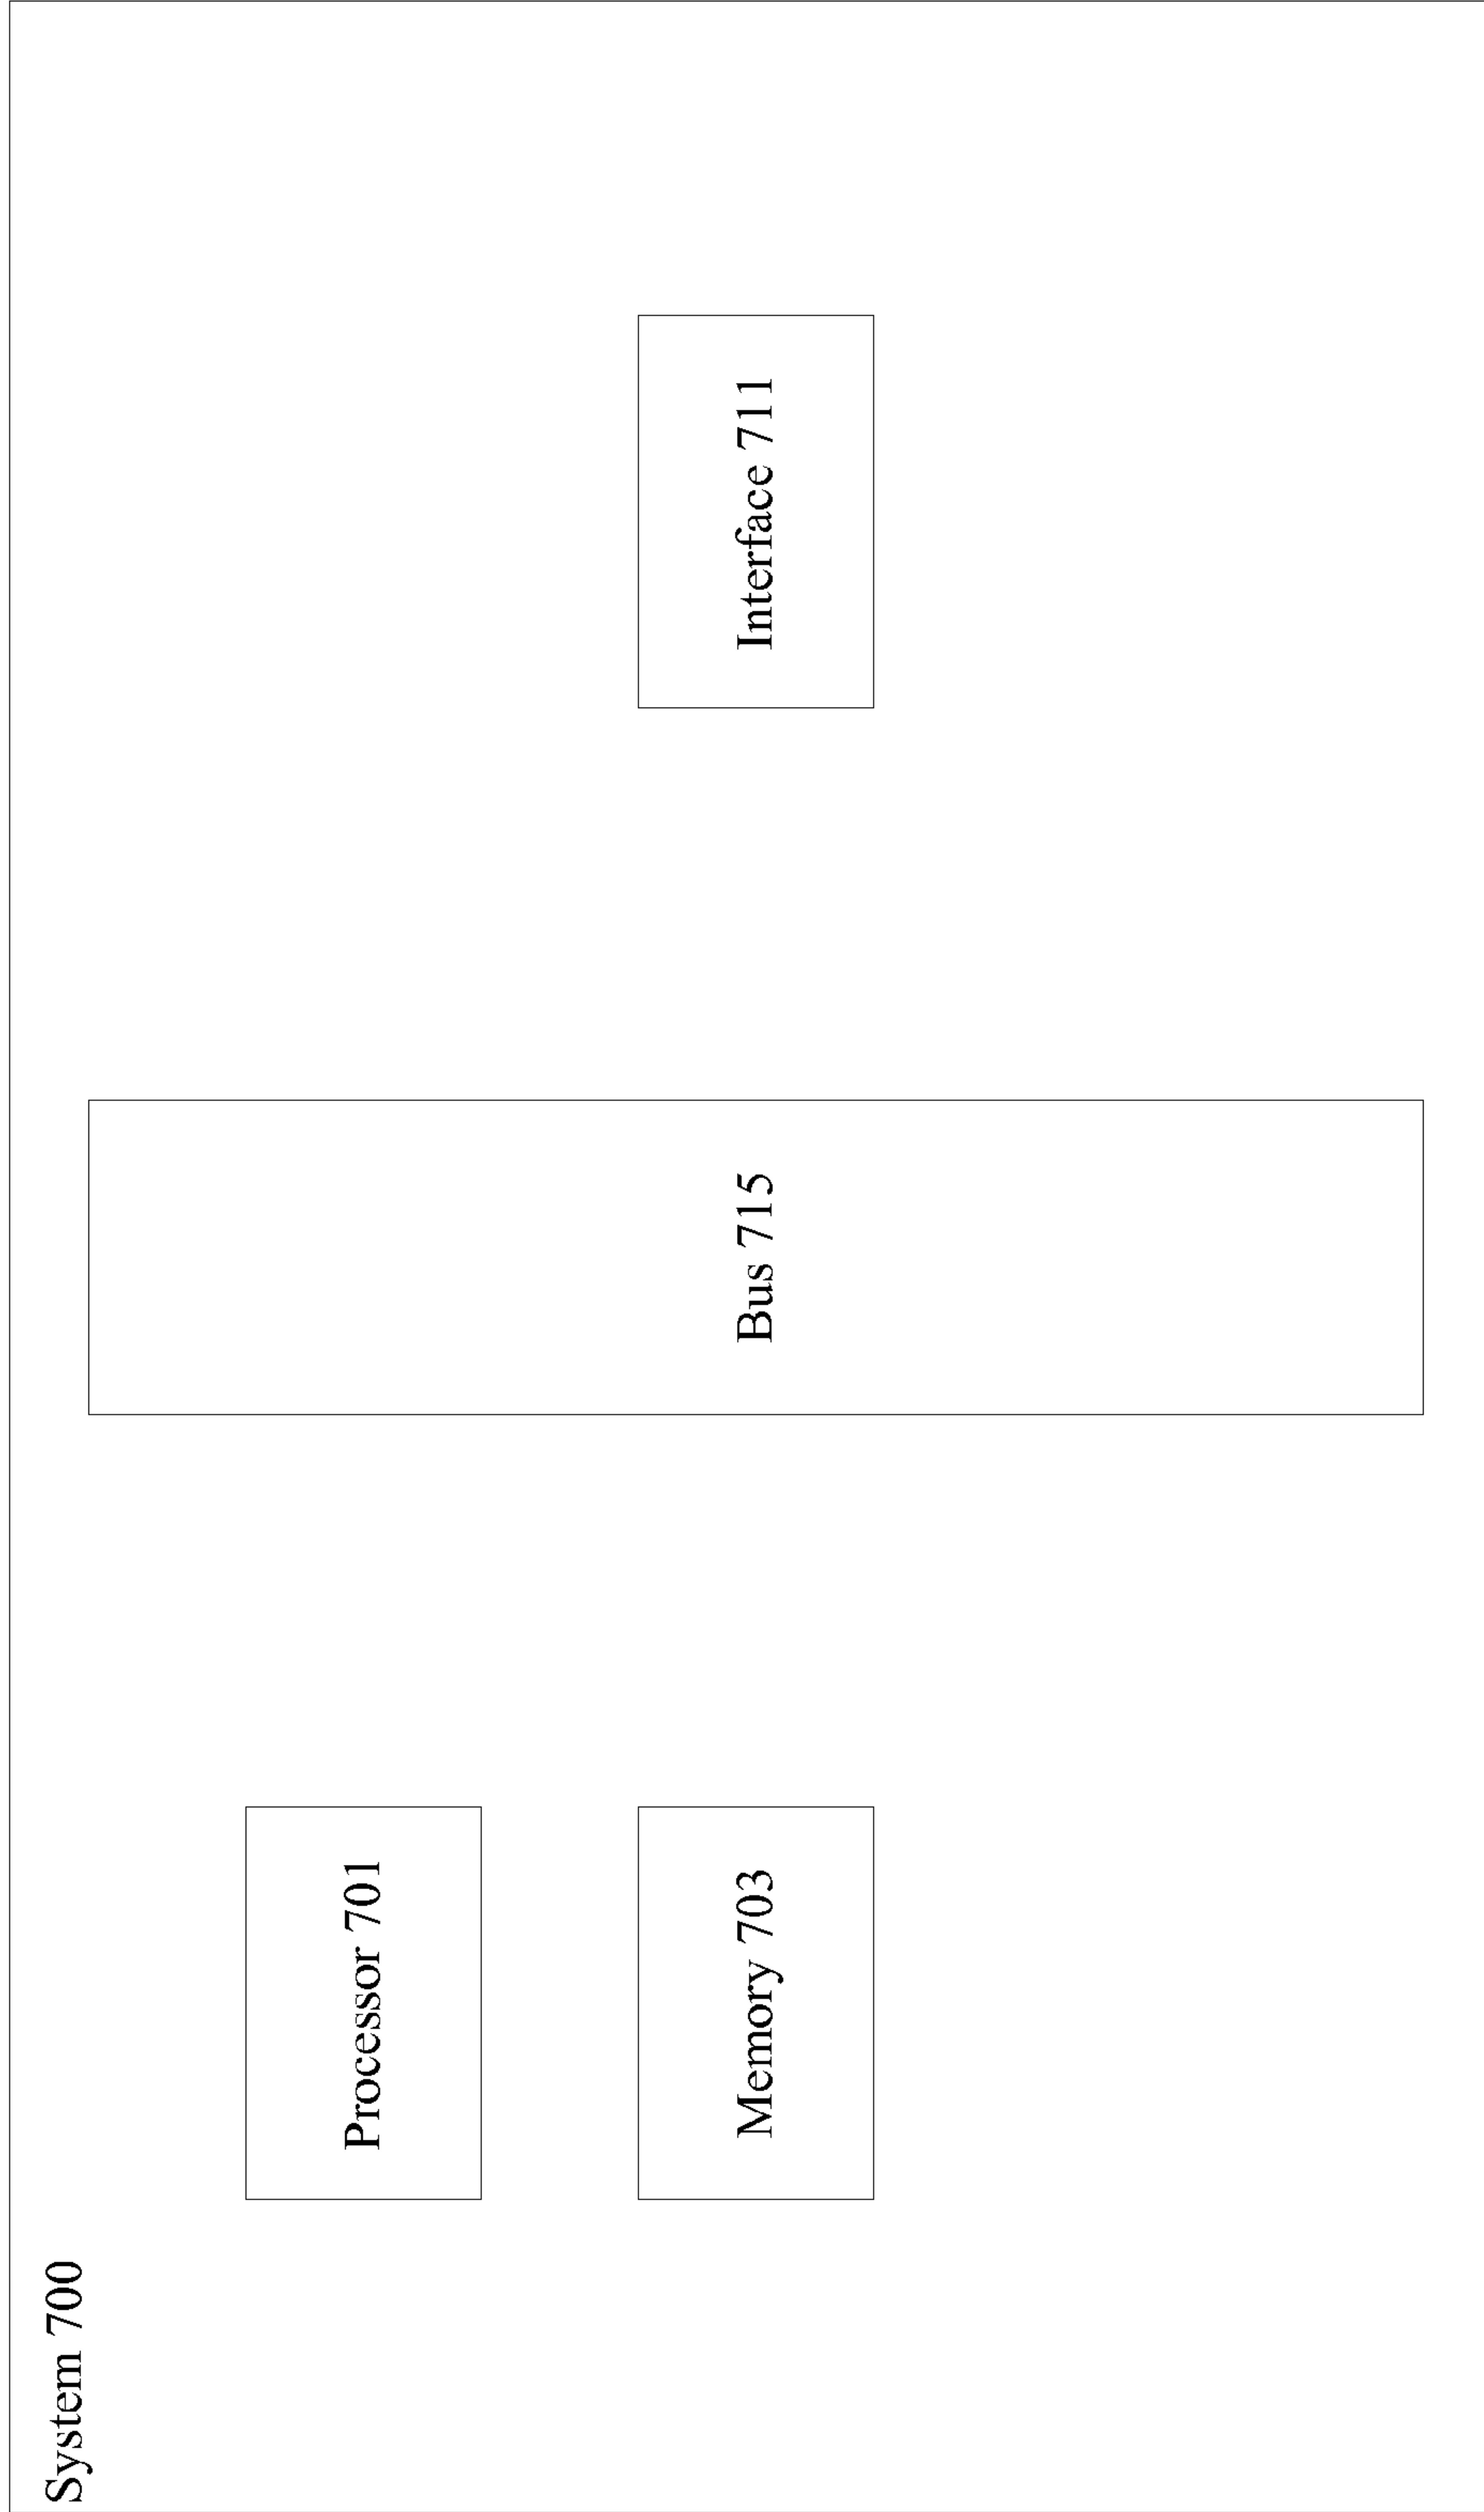 System 700
Processor 701
Memory 703
Bus 715
Interface 711